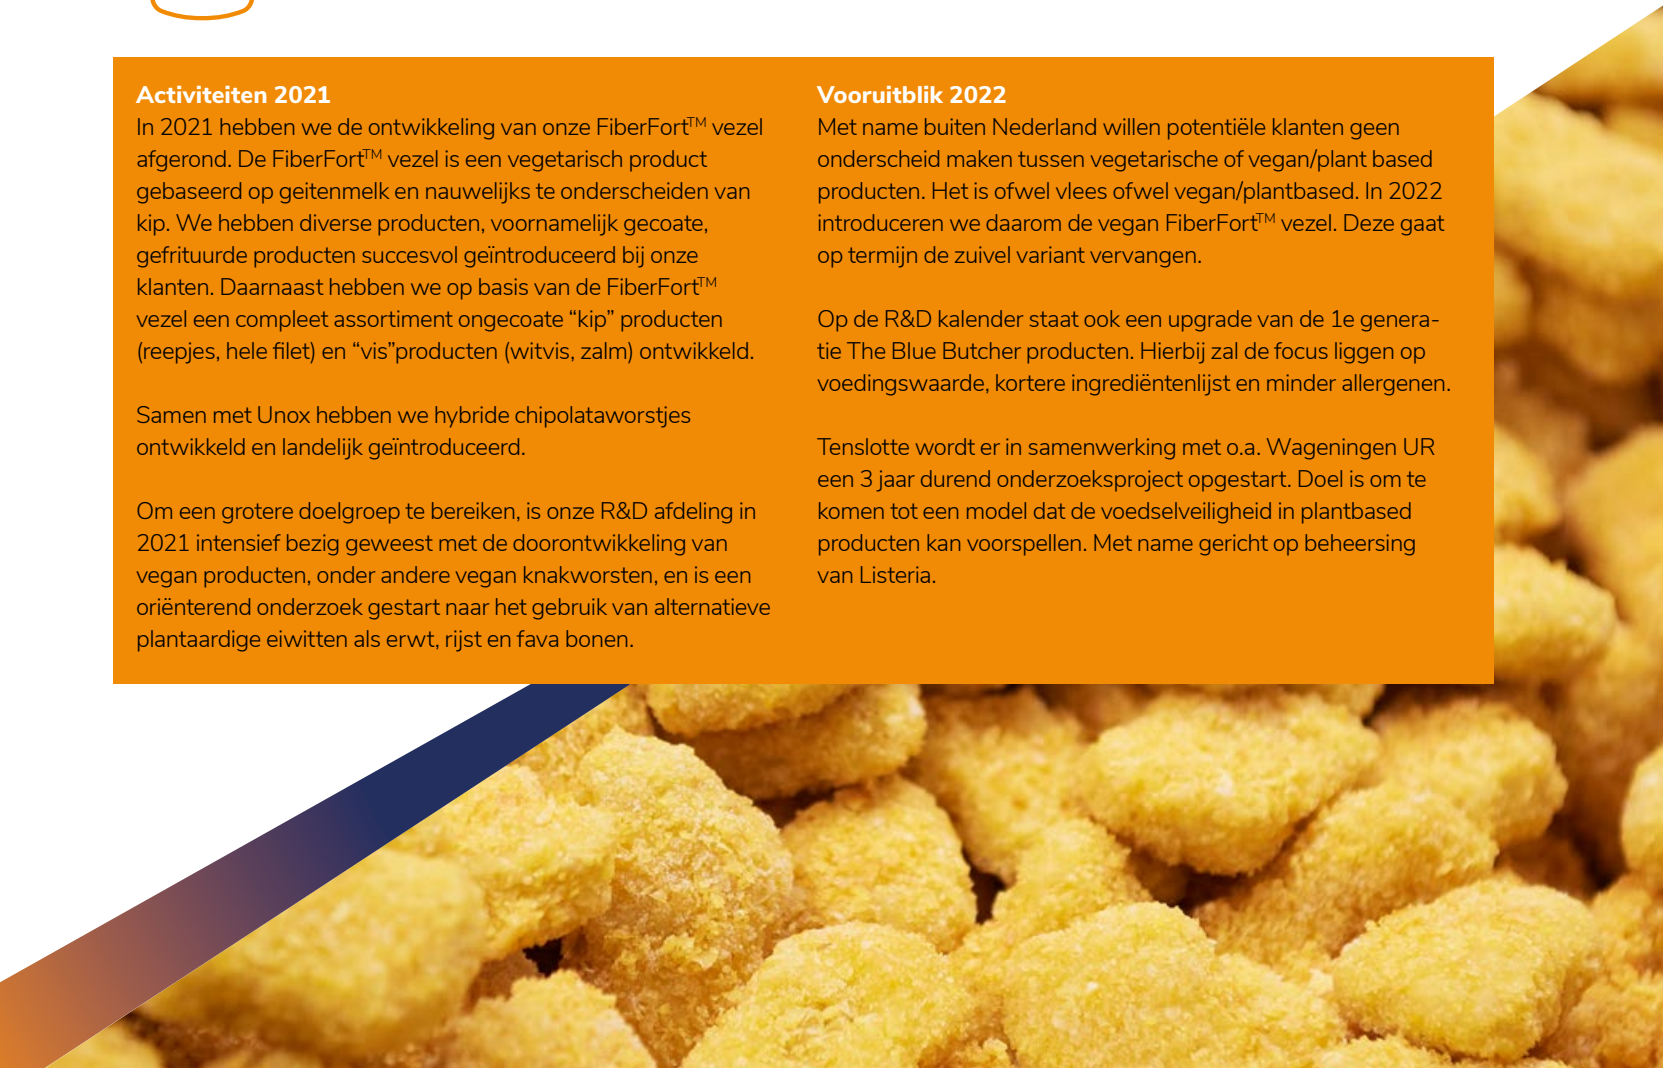 Activiteiten 2021
In 2021 hebben we de ontwikkeling van onze FiberFort™ vezel
afgerond. De FiberFort™ vezel is een vegetarisch product
gebaseerd op geitenmelk en nauwelijks te onderscheiden van
kip. We hebben diverse producten, voornamelijk gecoate,
gefrituurde producten succesvol geïntroduceerd bij onze
klanten. Daarnaast hebben we op basis van de FiberFort™
vezel een compleet assortiment ongecoate “kip” producten
(reepjes, hele filet) en “vis”producten (witvis, zalm) ontwikkeld.
Samen met Unox hebben we hybride chipolataworstjes
ontwikkeld en landelijk geïntroduceerd.
Om een grotere doelgroep te bereiken, is onze R&D afdeling in
2021 intensief bezig geweest met de doorontwikkeling van
vegan producten, onder andere vegan knakworsten, en is een
oriënterend onderzoek gestart naar het gebruik van alternatieve
plantaardige eiwitten als erwt, rijst en fava bonen.
Vooruitblik 2022
Met name buiten Nederland willen potentiële klanten geen
onderscheid maken tussen vegetarische of vegan/plant based
producten. Het is ofwel vlees ofwel vegan/plantbased. In 2022
introduceren we daarom de vegan FiberFort™ vezel. Deze gaat
op termijn de zuivel variant vervangen.
Op de R&D kalender staat ook een upgrade van de 1e genera-
tie The Blue Butcher producten. Hierbij zal de focus liggen op
voedingswaarde, kortere ingrediëntenlijst en minder allergenen.
Tenslotte wordt er in samenwerking met o.a. Wageningen UR
een 3 jaar durend onderzoeksproject opgestart. Doel is om te
komen tot een model dat de voedselveiligheid in plantbased
producten kan voorspellen. Met name gericht op beheersing
van Listeria.